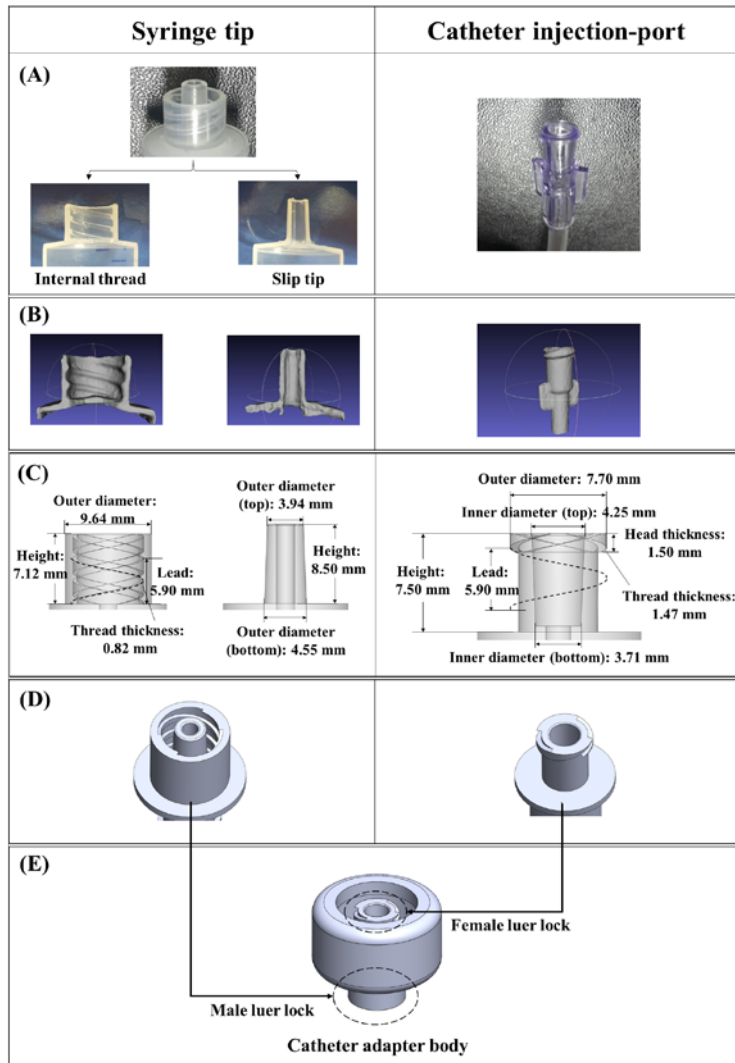 Syringe tip
Catheter injection-port
(A)
Internal thread
Slip tip
(B)
(C)
Outer diameter:
9.64 mm
Height:
7.12 mm
Lead:
5.90 mm
Thread thickness:
0.82 mm
Outer diameter
(top): 3.94 mm
Height:
8.50 mm
Outer diameter
(bottom): 4.55 mm
Outer diameter: 7.70 mm
Inner diameter (top): 4.25 mm
Head thickness:
1.50 mm
Height:
7.50 mm
Lead:
5.90 mm
Thread thickness:
1.47 mm
Inner diameter (bottom): 3.71 mm
(D)
(E)
Female luer lock
Male luer lock
Catheter adapter body